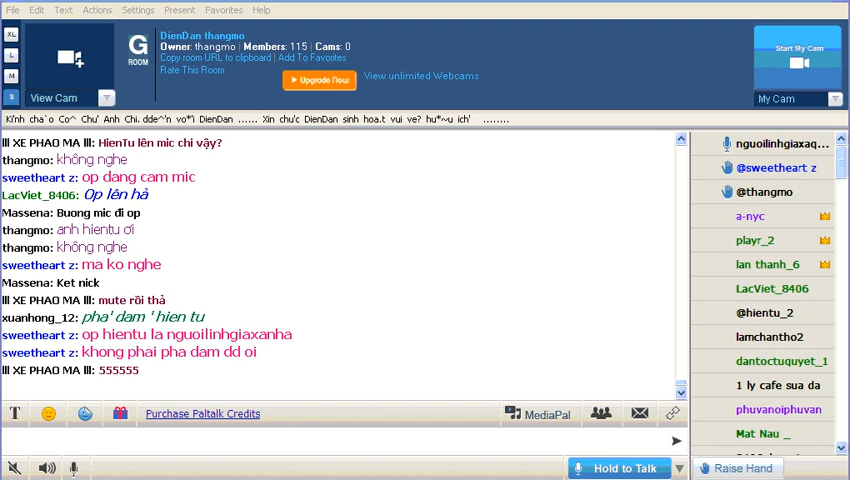 File Edit Text Actions Settings Present Favorites Help
XL
L
M
S
View Cam
G
ROOM
DienDan thangmo
Owner: thangmo | Members: 115 | Cams: 0
Copy room URL to clipboard | Add To Favorites
Rate This Room
Upgrade Now
View unlimited Webcams
Start My Cam
My Cam
Ki'nh cha`o Co^ Chu' Anh Chi. dde^'n vo*'i DienDan ...... Xin chu'c DienDan sinh hoa.t vui ve? hu*~u ich' ........
lll XE PHAO MA lll: HienTu lên mic chi vậy?
thangmo: không nghe
sweetheart z: op dang cam mic
LacViet_8406: Op lên hả
Massena: Buong mic đi op
thangmo: anh hientu ơi
thangmo: không nghe
sweetheart z: ma ko nghe
Massena: Ket nick
lll XE PHAO MA lll: mute rồi thả
xuanhong_12: pha' dam ' hien tu
sweetheart z: op hientu la nguoilinhgiaxanha
sweetheart z: khong phai pha dam dd oi
lll XE PHAO MA lll: 555555
nguoilinhgiaxaq...
@sweetheart z
@thangmo
a-nyc
playr_2
lan thanh_6
LacViet_8406
@hientu_2
lamchantho2
dantoctuquyet_1
1 ly cafe sua da
phuvanoiphuvan
Mat Nau _
T
Purchase Paltalk Credits
MediaPal
Hold to Talk
Raise Hand